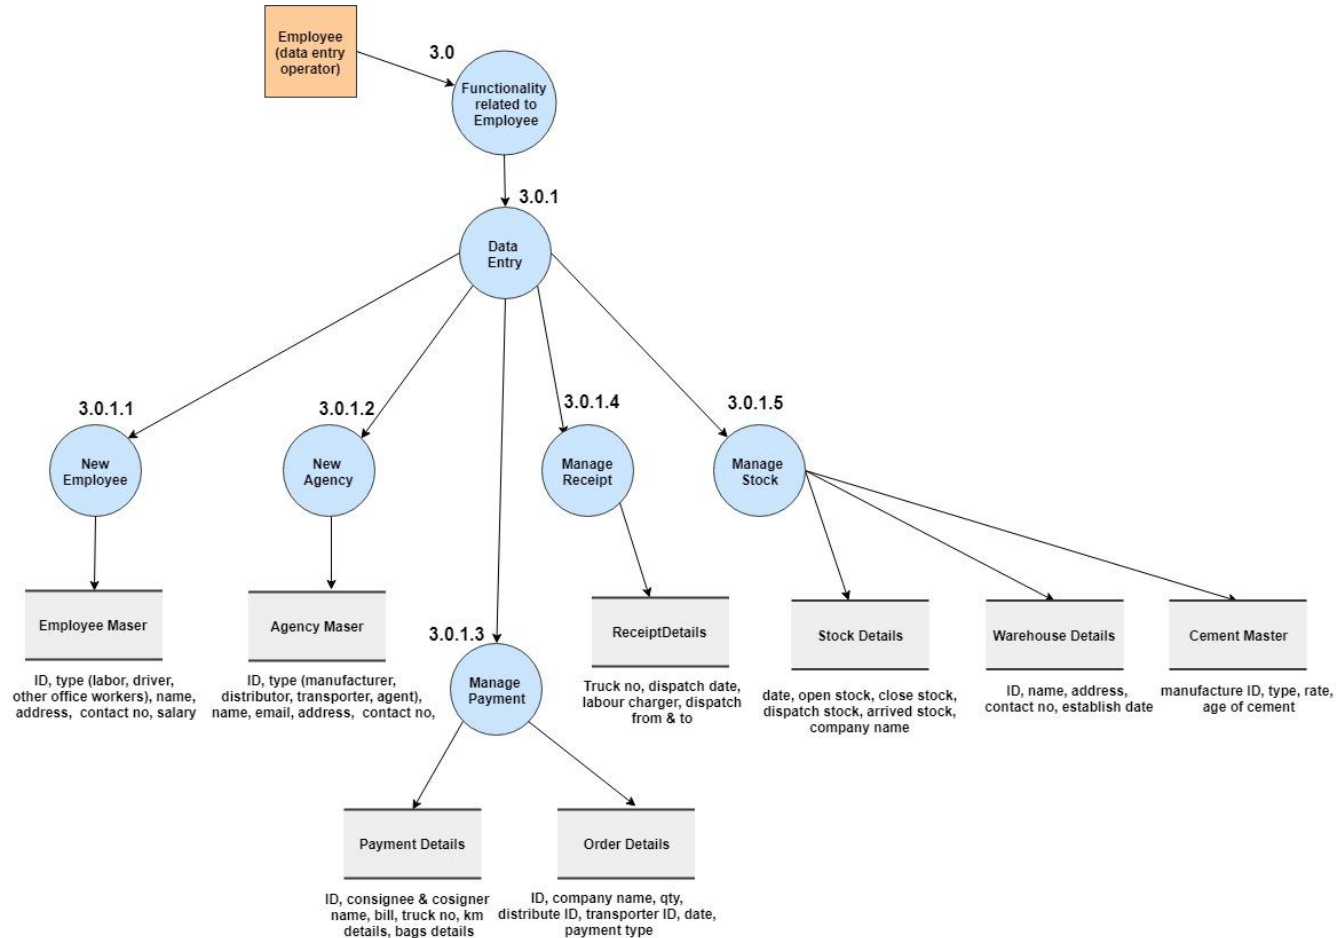 Employee
(data entry
operator)
3.0
Functionality
related to
Employee
3.0.1
Data
Entry
3.0.1.1
New
Employee
3.0.1.2
New
Agency
3.0.1.4
Manage
Receipt
3.0.1.5
Manage
Stock
Employee Maser
ID, type (labor, driver,
other office workers), name,
address, contact no, salary
Agency Maser
ID, type (manufacturer,
distributor, transporter, agent),
name, email, address, contact no,
3.0.1.3
Manage
Payment
ReceiptDetails
Truck no, dispatch date,
labour charger, dispatch
from & to
Stock Details
date, open stock, close stock,
dispatch stock, arrived stock,
company name
Warehouse Details
ID, name, address,
contact no, establish date
Cement Master
manufacture ID, type, rate,
age of cement
Payment Details
ID, consignee & cosigner
name, bill, truck no, km
details, bags details
Order Details
ID, company name, qty,
distribute ID, transporter ID, date,
payment type